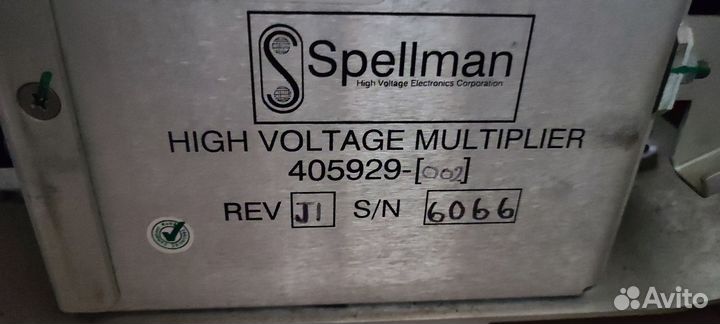 Spellman
High Voltage Electronics Corporation
HIGH VOLTAGE MULTIPLIER
405929-[002]
REV J1 S/N 6066
Avito